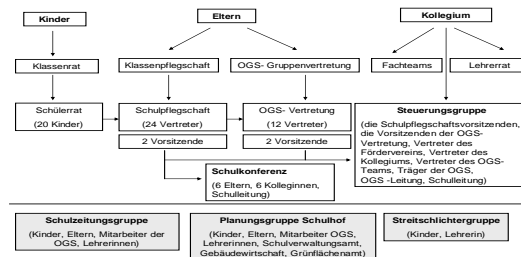 Kinder
Eltern
Kollegium
Klassenrat
Klassenpflegschaft
OGS- Gruppenvertretung
Fachteams
Lehrerrat
Schülerrat
(20 Kinder)
Schulpflegschaft
(24 Vertreter)
2 Vorsitzende
OGS- Vertretung
(12 Vertreter)
2 Vorsitzende
Steuerungsgruppe
(die Schulpflegschaftsvorsitzenden,
die Vorsitzenden der OGS-
Vertretung, Vertreter des
Fördervereins, Vertreter des
Kollegiums, Vertreter des OGS-
Teams, Träger der OGS,
OGS -Leitung, Schulleitung)
Schulkonferenz
(6 Eltern, 6 Kolleginnen,
Schulleitung)
Schulzeitungsgruppe
(Kinder, Eltern, Mitarbeiter der
OGS, Lehrerinnen)
Planungsgruppe Schulhof
(Kinder, Eltern, Mitarbeiter OGS,
Lehrerinnen, Schulverwaltungsamt,
Gebäudewirtschaft, Grünflächenamt)
Streitschlichtergruppe
(Kinder, Lehrerin)